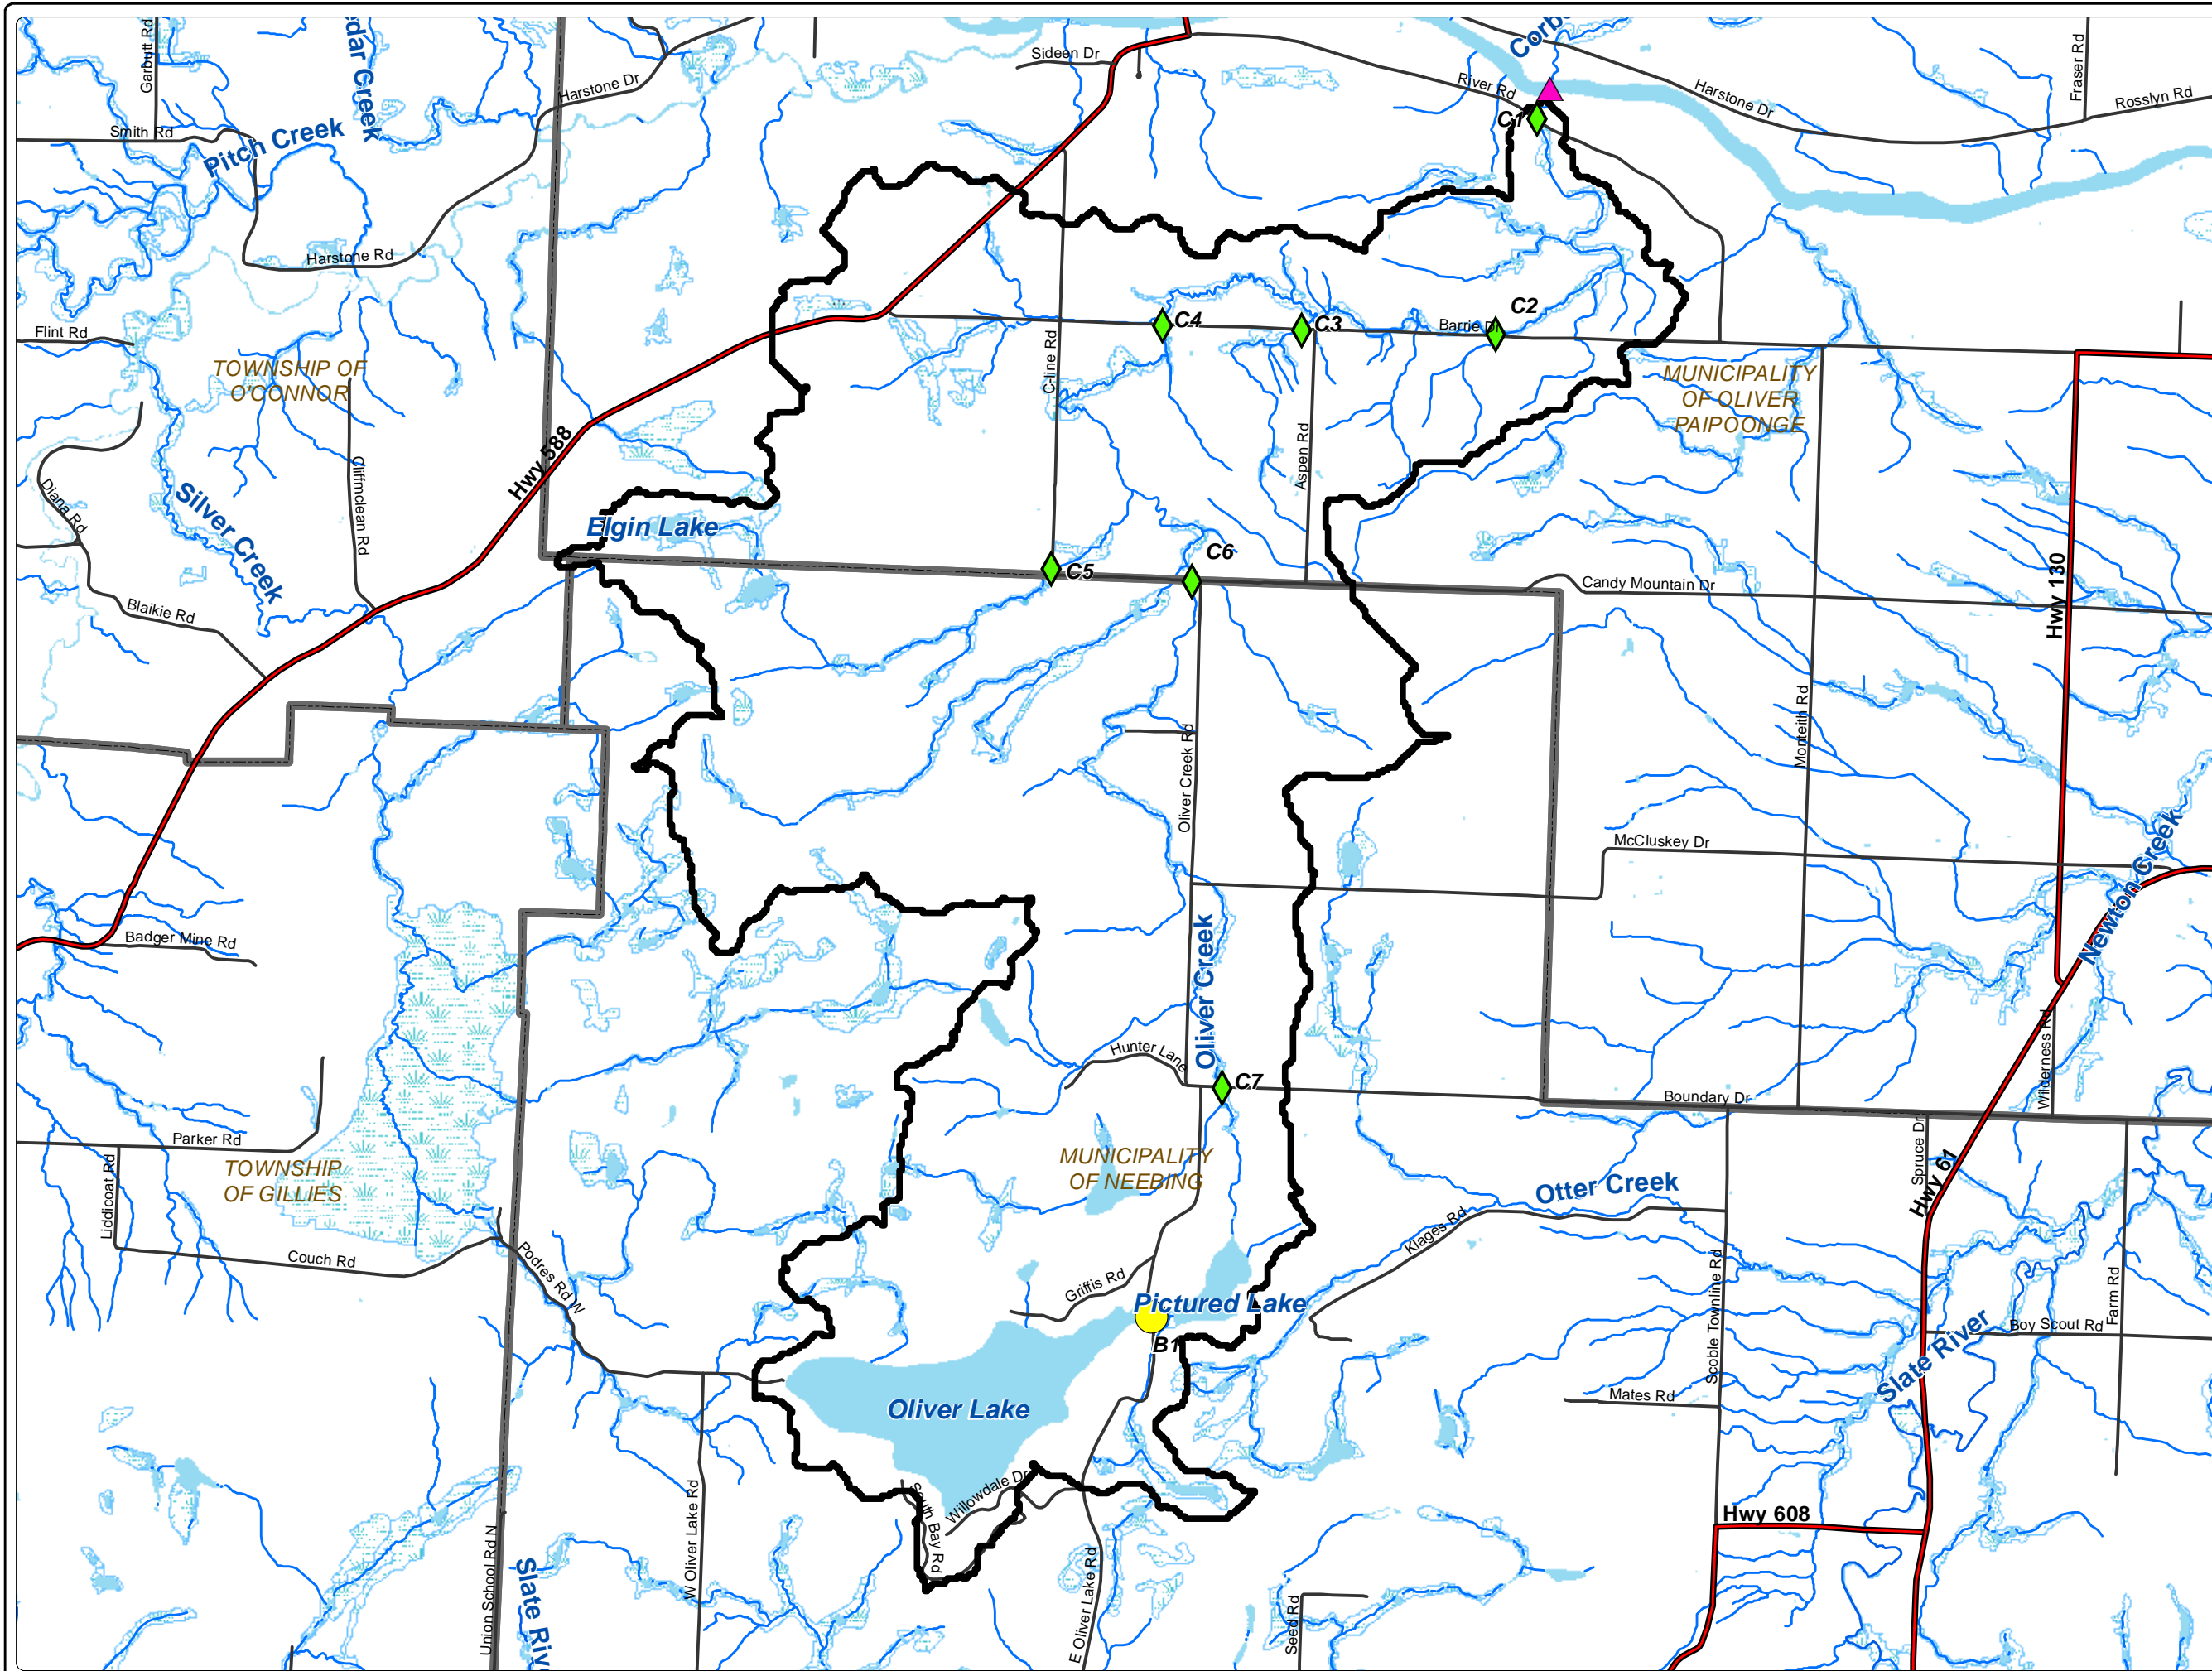 Garbutt Rd
dar Creek
Corb
Sideen Dr
Harstone Dr
River Rd
Harstone Dr
Fraser Rd
Rosslyn Rd
Smith Rd
Pitch Creek
C1
Harstone Rd
Flint Rd
C4
C3
C2
Barrie Dr
C-line Rd
TOWNSHIP OF
O'CONNOR
MUNICIPALITY
OF OLIVER
PAIPOONGE
Hwy 588
Aspen Rd
Cliffmclean Rd
Diana Rd
Silver Creek
Elgin Lake
C6
C5
Candy Mountain Dr
Hwy 130
Blaikie Rd
Monteith Rd
Oliver Creek Rd
McCluskey Dr
Newton Creek
Badger Mine Rd
Oliver Creek
Hunter Lane
C7
Wilderness Rd
Boundary Dr
Parker Rd
TOWNSHIP
OF GILLIES
Liddicoat Rd
MUNICIPALITY
OF NEEBING
Spruce Dr
Hwy 61
Otter Creek
Klages Rd
Couch Rd
Podres Rd W
Griffis Rd
Pictured Lake
B1
Scoble Townline Rd
Farm Rd
Boy Scout Rd
Slate River
Mates Rd
Oliver Lake
Willowdale Dr
South Bay Rd
Hwy 608
W Oliver Lake Rd
Union School Rd N
Slate Rive
E Oliver Lake Rd
Seed Rd